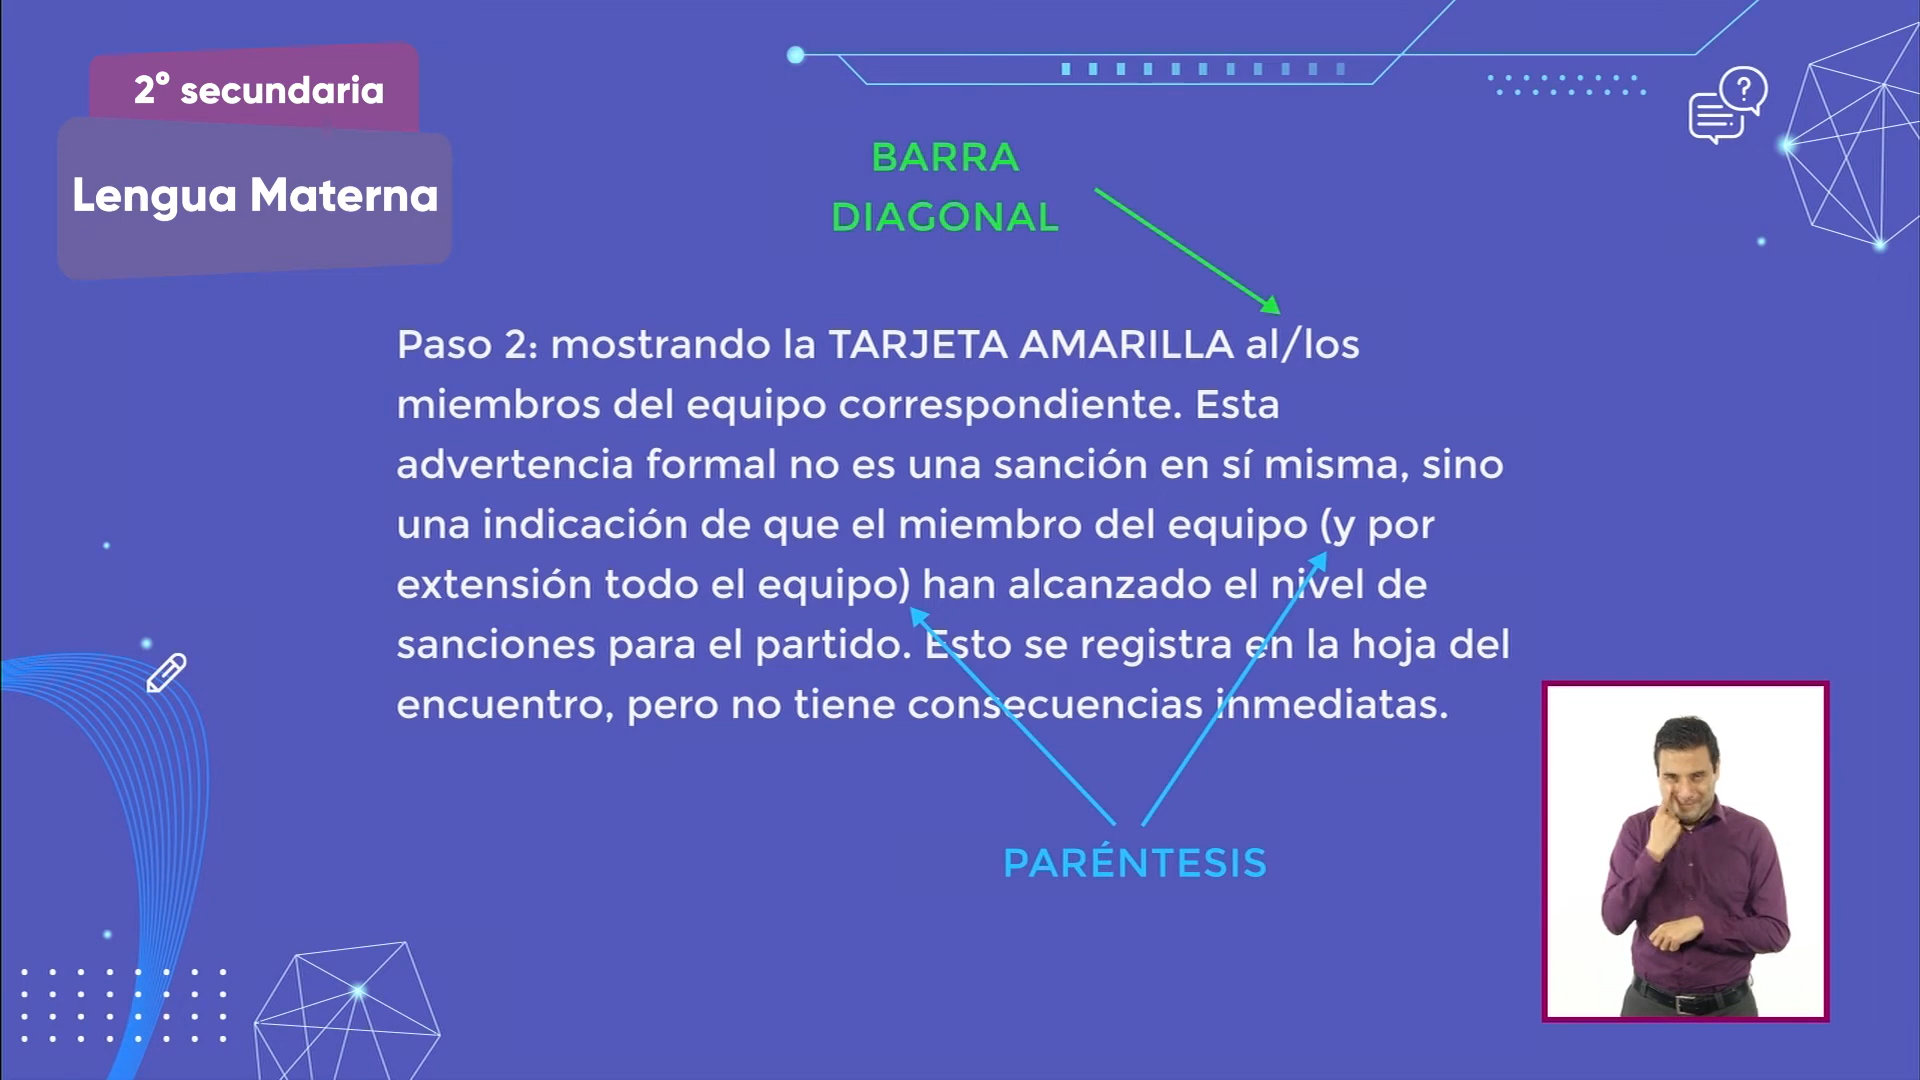 2° secundaria
Lengua Materna
BARRA
DIAGONAL
Paso 2: mostrando la TARJETA AMARILLA al/los
miembros del equipo correspondiente. Esta
advertencia formal no es una sanción en sí misma, sino
una indicación de que el miembro del equipo (y por
extensión todo el equipo) han alcanzado el nivel de
sanciones para el partido. Esto se registra en la hoja del
encuentro, pero no tiene consecuencias inmediatas.
PARÉNTESIS